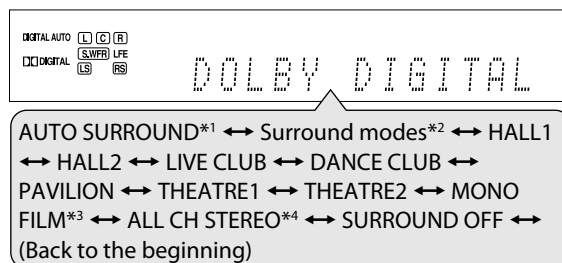 DIGITAL AUTO L C R
DIGITAL S.WFR LFE
LS RS
DOLBY DIGITAL
AUTO SURROUND*1 ↔ Surround modes*2 ↔ HALL1
↔ HALL2 ↔ LIVE CLUB ↔ DANCE CLUB ↔
PAVILION ↔ THEATRE1 ↔ THEATRE2 ↔ MONO
FILM*3 ↔ ALL CH STEREO*4 ↔ SURROUND OFF ↔
(Back to the beginning)